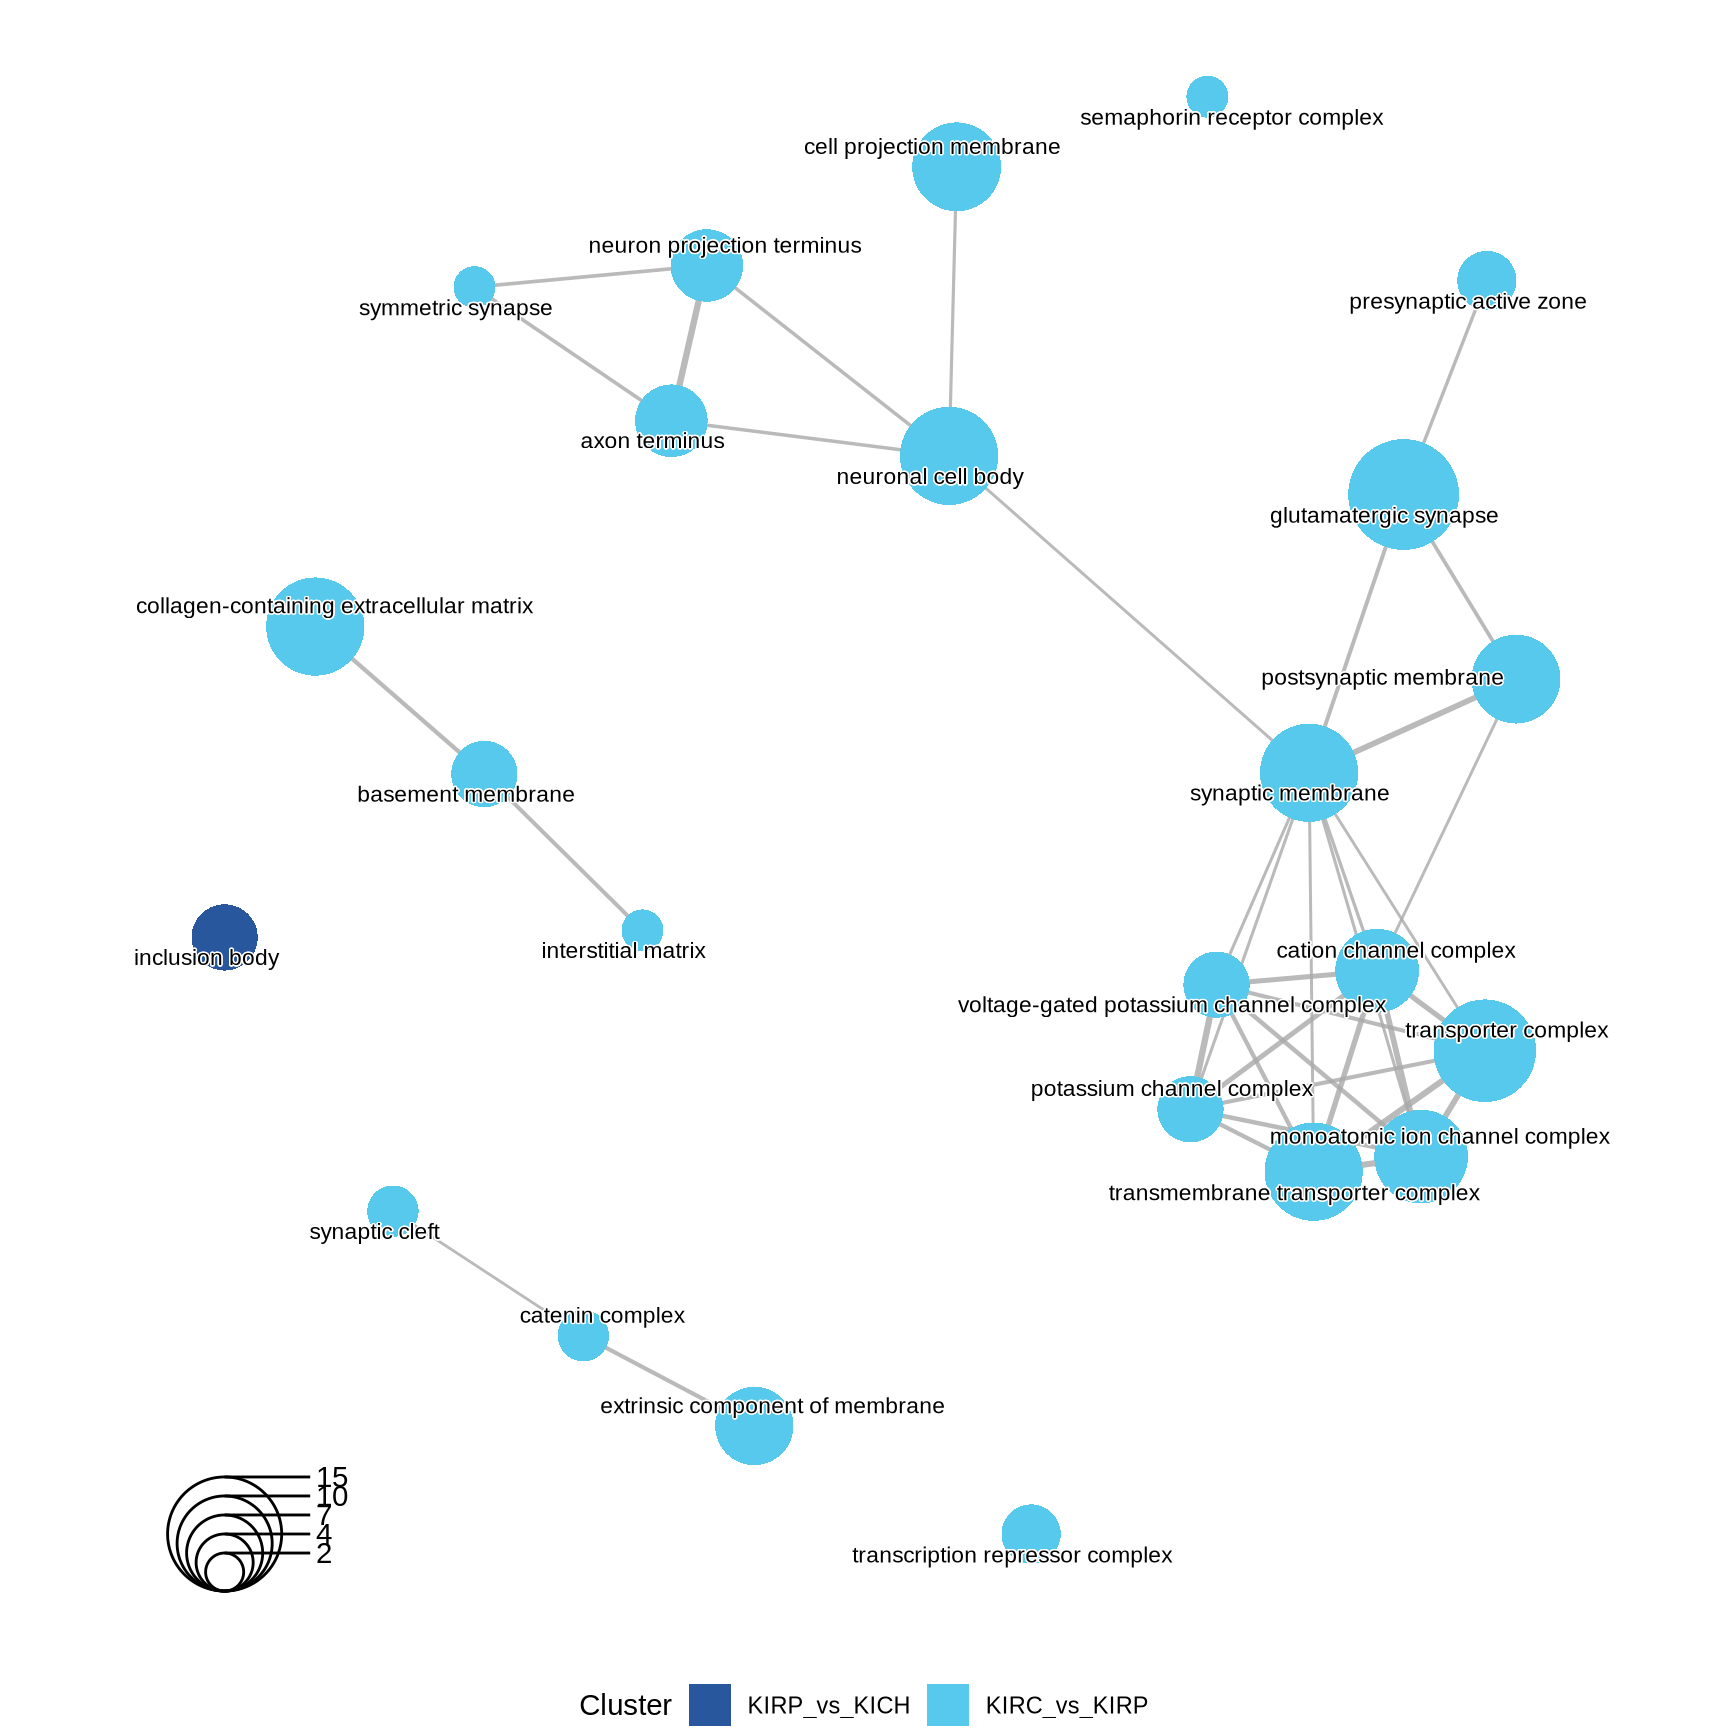 semaphorin receptor complex
cell projection membrane
neuron projection terminus
presynaptic active zone
symmetric synapse
axon terminus
neuronal cell body
glutamatergic synapse
collagen-containing extracellular matrix
postsynaptic membrane
basement membrane
synaptic membrane
inclusion body
interstitial matrix
cation channel complex
voltage-gated potassium channel complex
transporter complex
potassium channel complex
monoatomic ion channel complex
transmembrane transporter complex
synaptic cleft
catenin complex
extrinsic component of membrane
15
10
7
4
2
transcription repressor complex
Cluster KIRP_vs_KICH KIRC_vs_KIRP